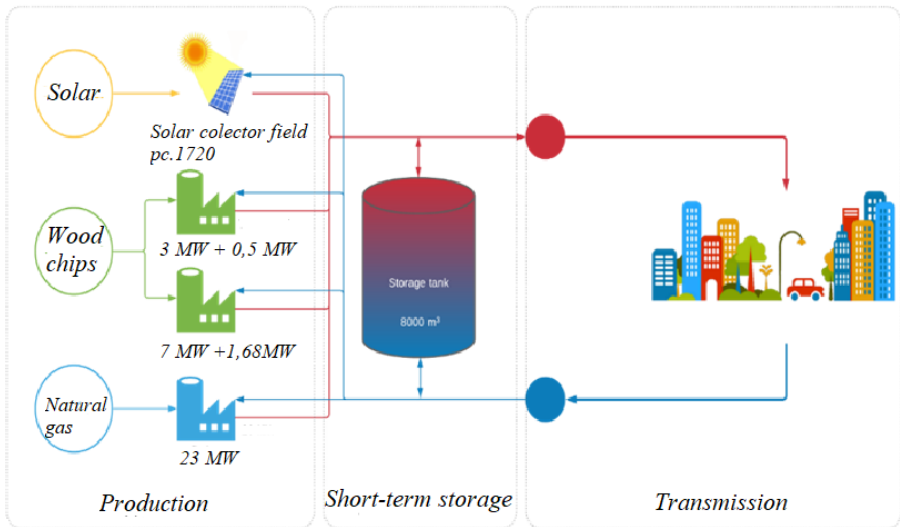 Solar
Solar colector field
pc.1720
Wood
chips
3 MW + 0,5 MW
7 MW +1,68MW
Natural
gas
23 MW
Production
Storage tank
8000 m³
Short-term storage
Transmission